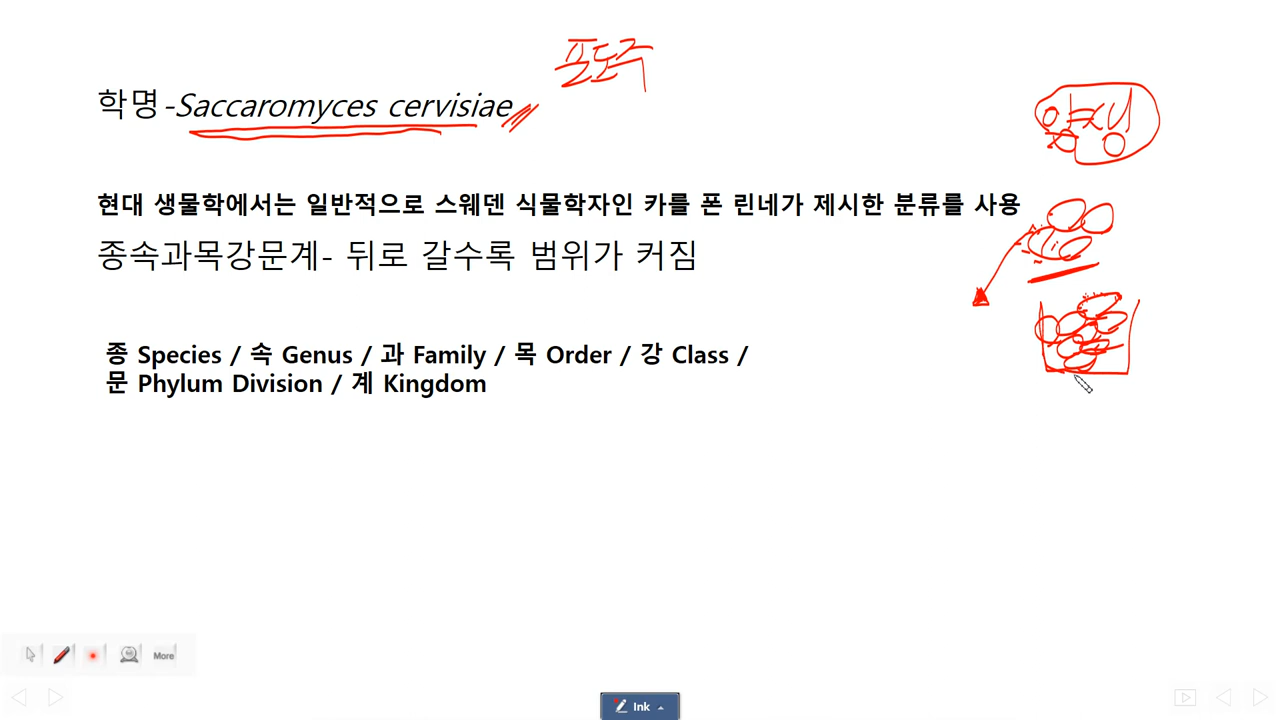 포도주
학명 -Saccaromyces cervisiae
양조장
현대 생물학에서는 일반적으로 스웨덴 식물학자인 카를 폰 린네가 제시한 분류를 사용
종속과목강문계- 뒤로 갈수록 범위가 커짐
종 Species / 속 Genus / 과 Family / 목 Order / 강 Class /
문 Phylum Division / 계 Kingdom
More
Ink